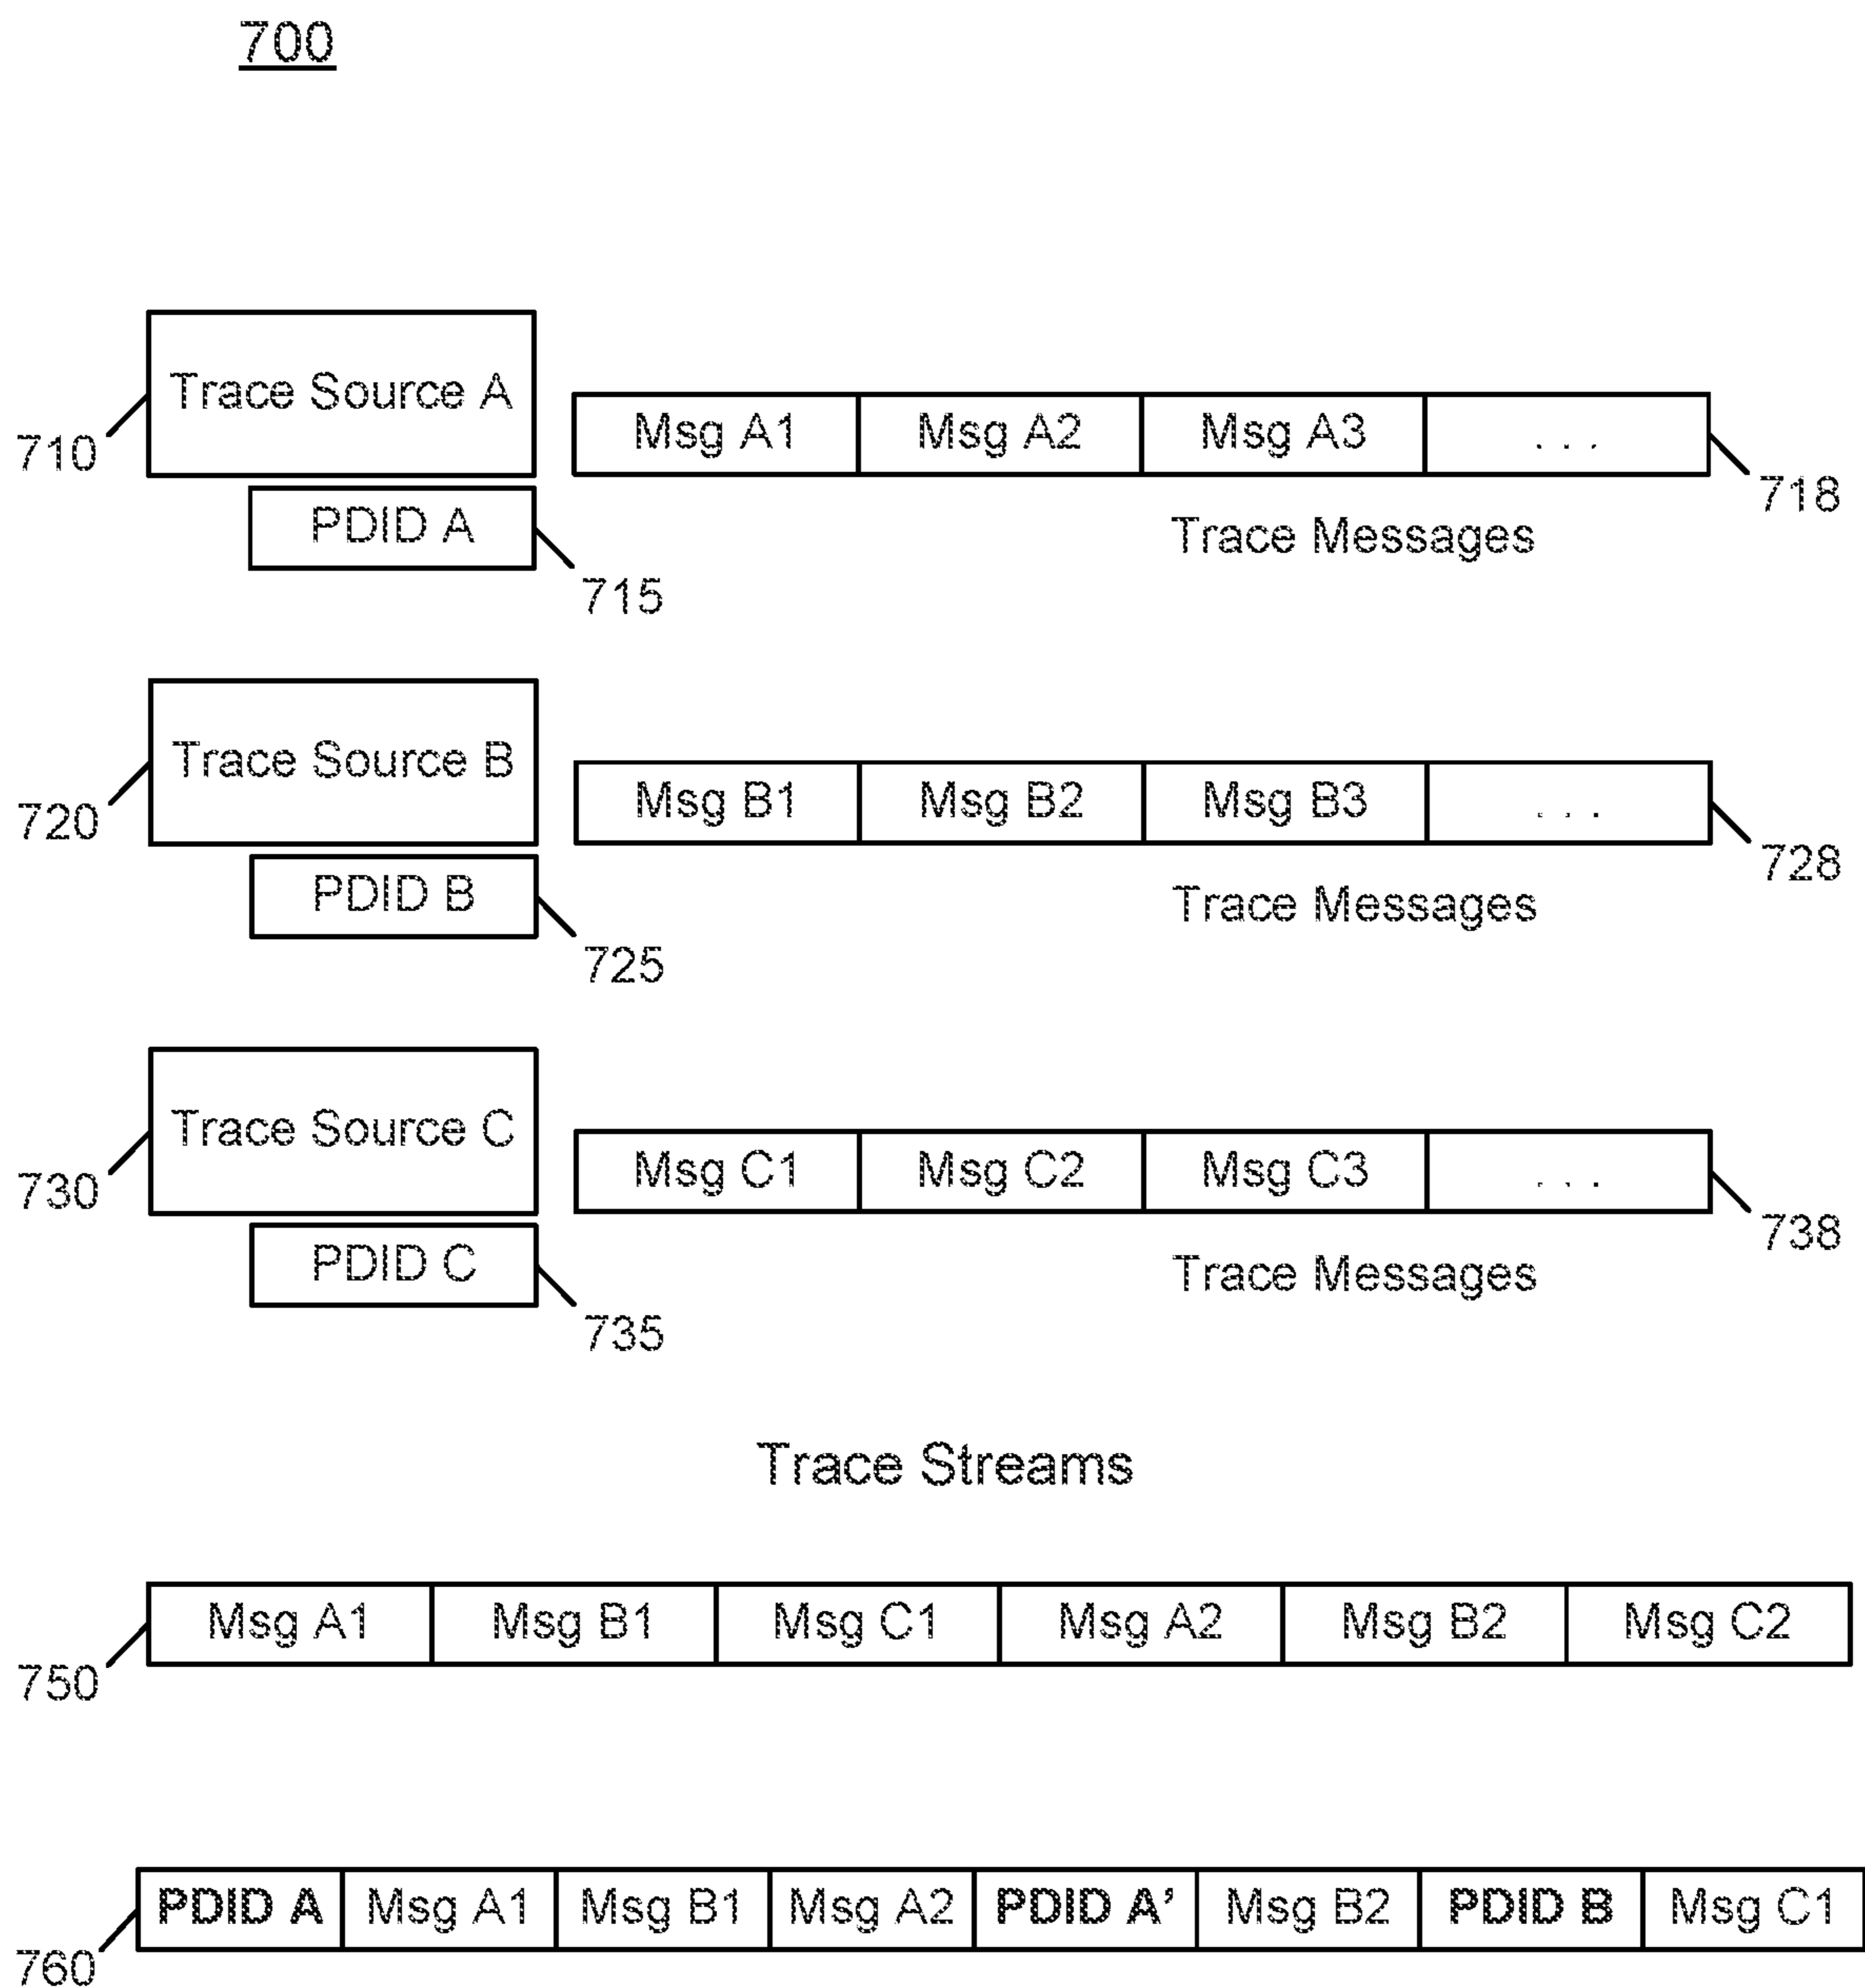 700
Trace Source A
710
Msg A1 Msg A2 Msg A3 . . .
718
PDID A
715
Trace Messages
Trace Source B
720
Msg B1 Msg B2 Msg B3 . . .
728
PDID B
725
Trace Messages
Trace Source C
730
Msg C1 Msg C2 Msg C3 . . .
738
PDID C
735
Trace Messages
Trace Streams
Msg A1 Msg B1 Msg C1 Msg A2 Msg B2 Msg C2
750
PDID A Msg A1 Msg B1 Msg A2 PDID A' Msg B2 PDID B Msg C1
760